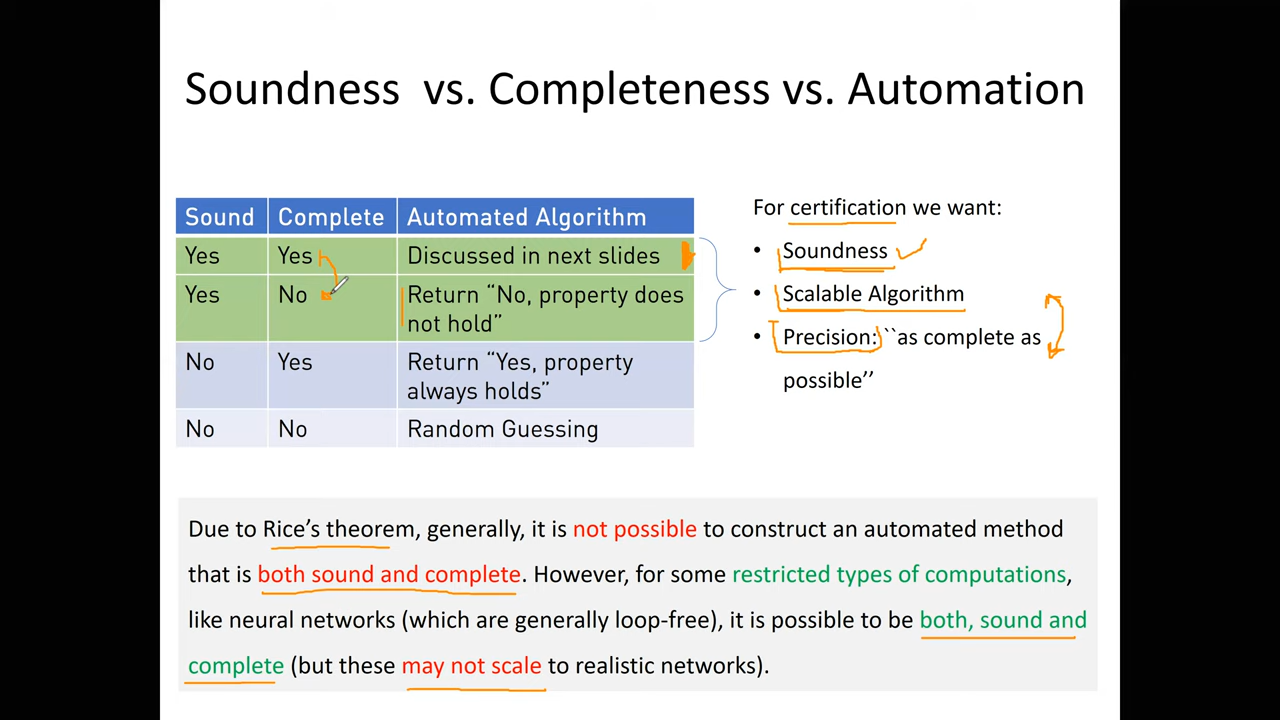 Soundness vs. Completeness vs. Automation
Sound Complete Automated Algorithm
Yes Yes Discussed in next slides
Yes No Return “No, property does
not hold”
No Yes Return “Yes, property
always holds”
No No Random Guessing
For certification we want:
• Soundness
• Scalable Algorithm
• Precision: ``as complete as
possible’’
Due to Rice’s theorem, generally, it is not possible to construct an automated method
that is both sound and complete. However, for some restricted types of computations,
like neural networks (which are generally loop-free), it is possible to be both, sound and
complete (but these may not scale to realistic networks).